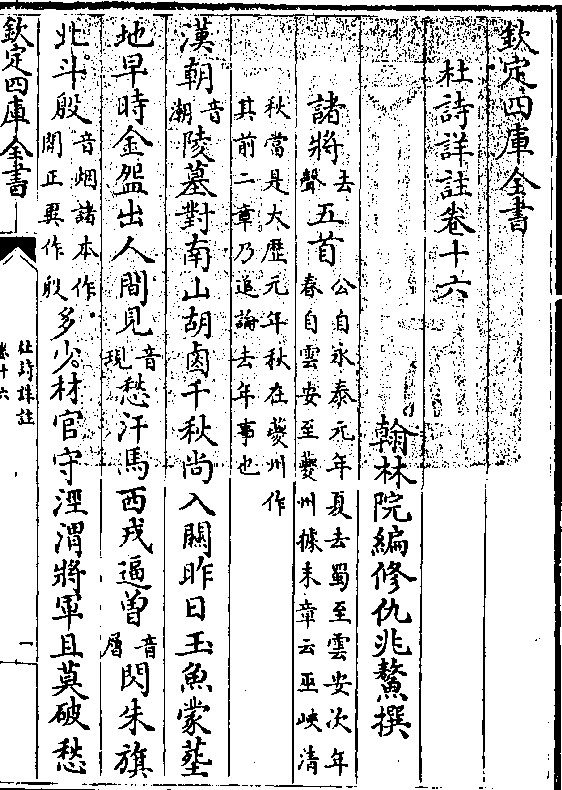 欽定四庫全書
杜詩詳註卷十六
翰林院編修仇兆鰲撰
諸將去聲五首公自永泰元年夏去蜀至雲安次年
春自雲安至夔州據末章云巫峽清
秋當是大歷元年秋在夔州作
其前二章乃追論去年事也
漢朝音潮陵墓對南山胡鹵千秋尚入關昨日玉魚蒙塟
地早時金盌出人間見音現愁汗馬西戎逼曽音層閃朱旗
北斗殷音烟諸本作閒正異作殷多少材官守涇渭將軍且莫破愁
欽定四庫全書
杜詩詳註
卷十六
一